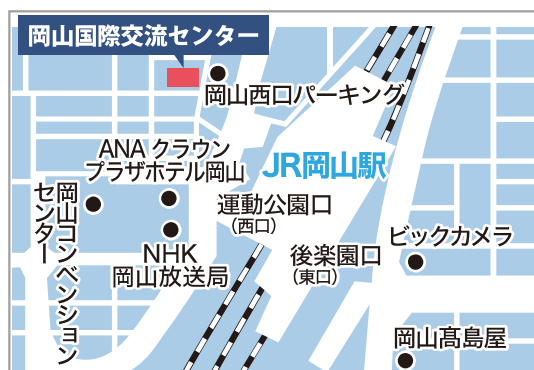 岡山国際交流センター
岡山西口パーキング
ANA クラウン
プラザホテル岡山
JR岡山駅
岡山コンベンション
センター
運動公園口
（西口）
NHK
岡山放送局
後楽園口
（東口）
ビックカメラ
岡山髙島屋